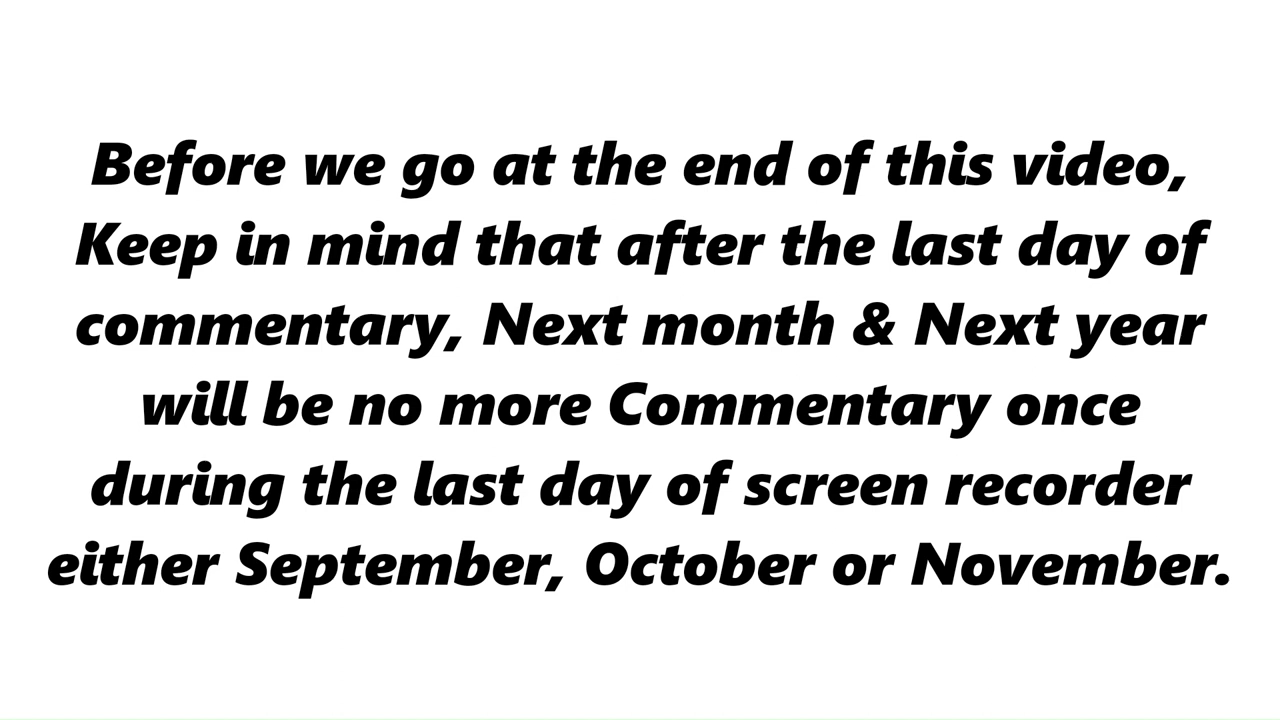 Before we go at the end of this video,
Keep in mind that after the last day of
commentary, Next month & Next year
will be no more Commentary once
during the last day of screen recorder
either September, October or November.